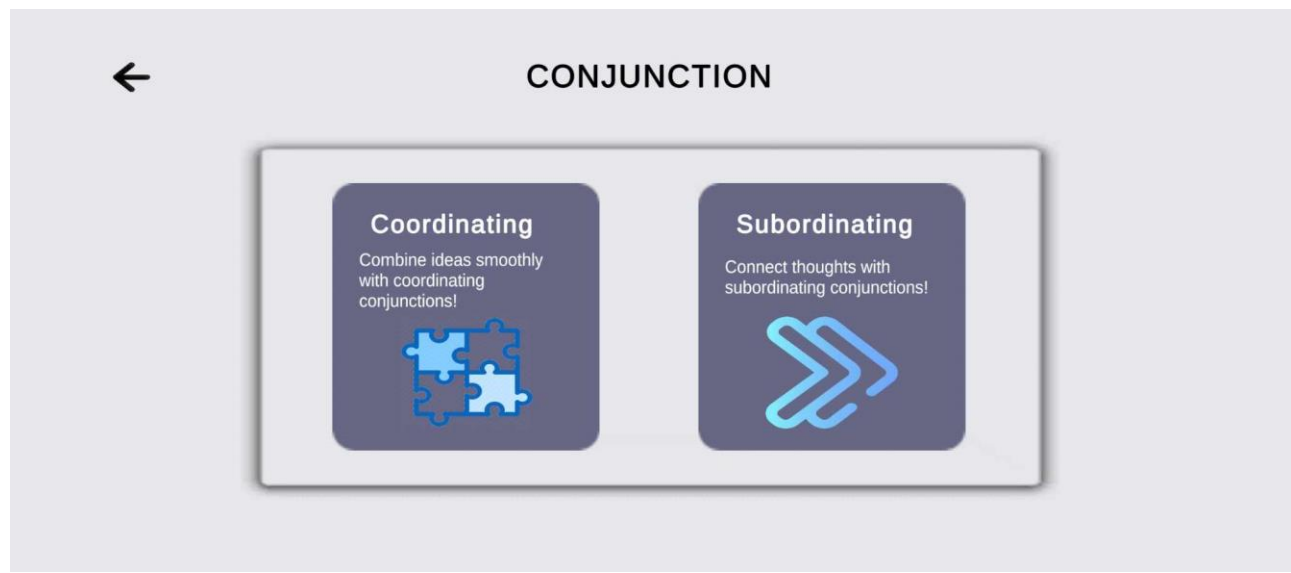 CONJUNCTION
Coordinating
Combine ideas smoothly
with coordinating
conjunctions!
Subordinating
Connect thoughts with
subordinating conjunctions!